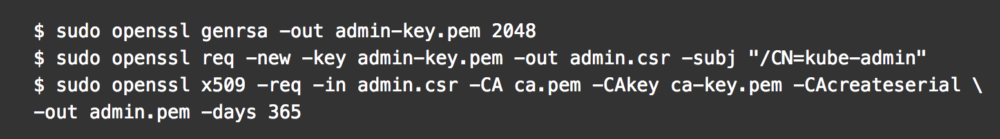 $ sudo openssl genrsa -out admin-key.pem 2048
$ sudo openssl req -new -key admin-key.pem -out admin.csr -subj "/CN=kube-admin"
$ sudo openssl x509 -req -in admin.csr -CA ca.pem -CAkey ca-key.pem -CAcreateserial \
-out admin.pem -days 365